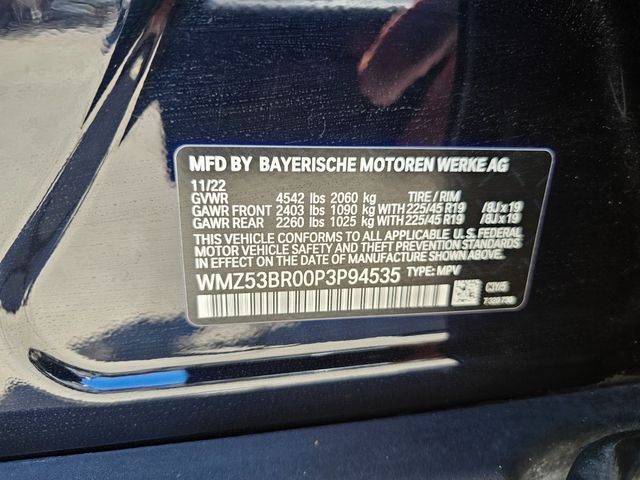 MFD BY BAYERISCHE MOTOREN WERKE AG
11/22
GVWR 4542 lbs 2060 kg TIRE / RIM
GAWR FRONT 2403 lbs 1090 kg WITH 225/45 R19 /8J x 19
GAWR REAR 2260 lbs 1025 kg WITH 225/45 R19 /8J x 19
THIS VEHICLE CONFORMS TO ALL APPLICABLE U.S. FEDERAL
MOTOR VEHICLE SAFETY AND THEFT PREVENTION STANDARDS
IN EFFECT ON THE DATE OF MANUFACTURE SHOWN ABOVE.
WMZ53BR00P3P94535 TYPE: MPV